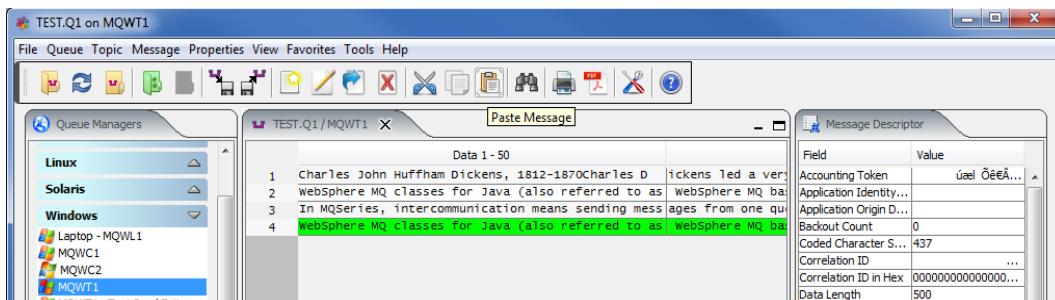 TEST.Q1 on MQWT1
File Queue Topic Message Properties View Favorites Tools Help
PDF
Paste Message
Queue Managers
Linux
Solaris
Windows
Laptop - MQWL1
MQWC1
MQWC2
MQWT1
TEST.Q1 / MQWT1
Data 1 - 50
1 Charles John Huffham Dickens, 1812-1870Charles D ickens led a very
2 WebSphere MQ classes for Java (also referred to as WebSphere MQ ba
3 In MQSeries, intercommunication means sending mess ages from one qu
4 WebSphere MQ classes for Java (also referred to as WebSphere MQ ba
Message Descriptor
Field Value
Accounting Token úæl Öê€Â...
Application Identity...
Application Origin D...
Backout Count 0
Coded Character S... 437
Correlation ID ...
Correlation ID in Hex 000000000000000...
Data Length 500